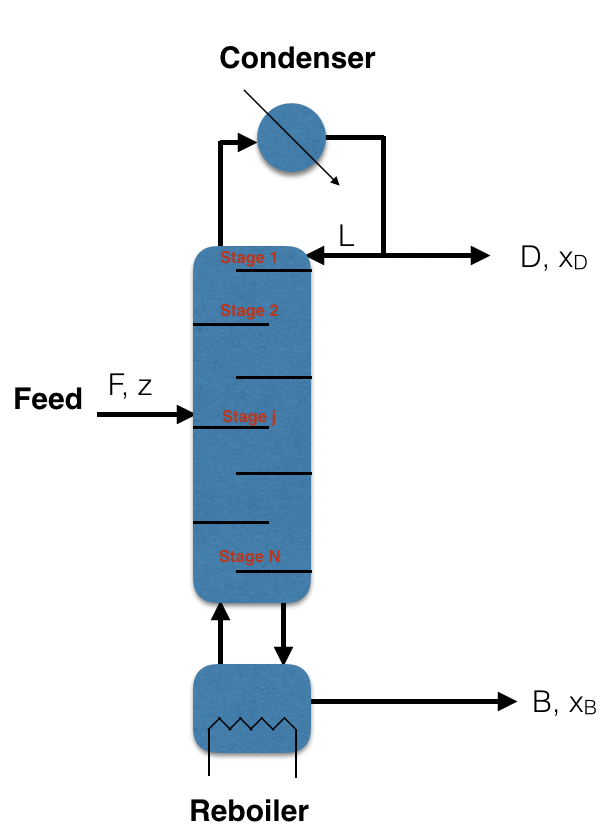 Condenser
L
D, xD
Stage 1
Stage 2
F, z
Feed
Stage j
Stage N
B, xB
Reboiler